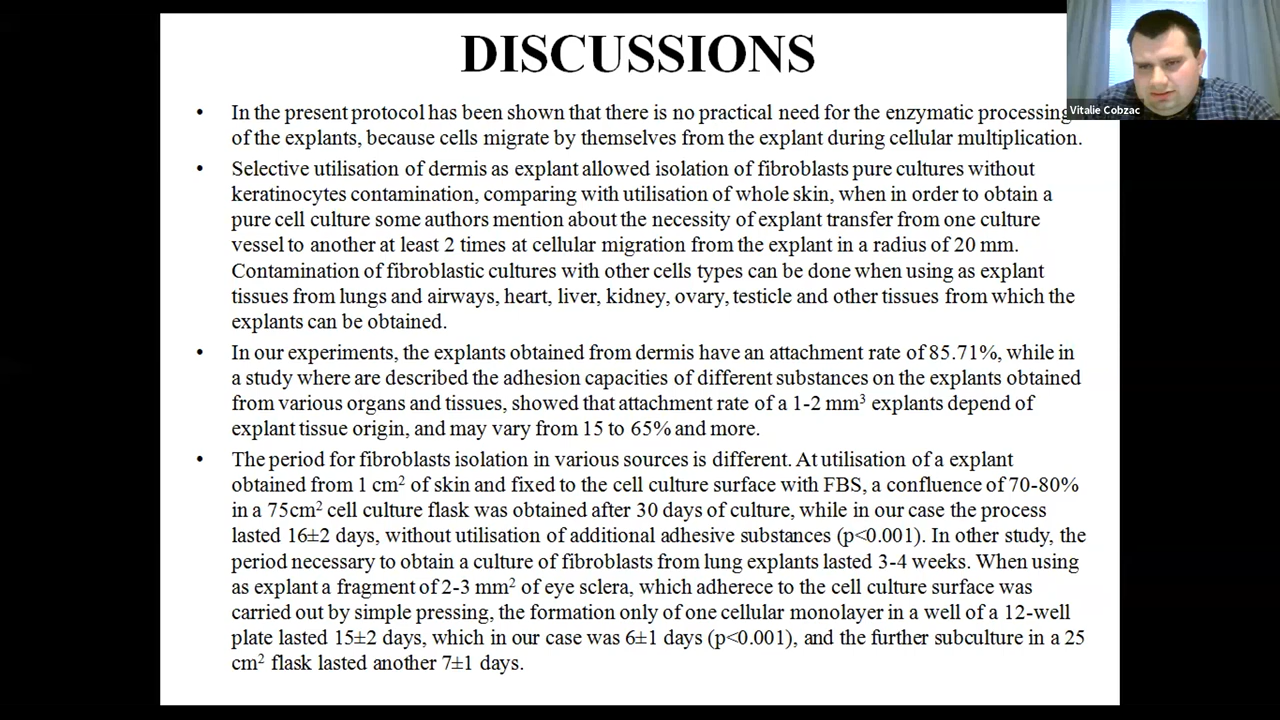 DISCUSSIONS
• In the present protocol has been shown that there is no practical need for the enzymatic processing
of the explants, because cells migrate by themselves from the explant during cellular multiplication.
• Selective utilisation of dermis as explant allowed isolation of fibroblasts pure cultures without
keratinocytes contamination, comparing with utilisation of whole skin, when in order to obtain a
pure cell culture some authors mention about the necessity of explant transfer from one culture
vessel to another at least 2 times at cellular migration from the explant in a radius of 20 mm.
Contamination of fibroblastic cultures with other cells types can be done when using as explant
tissues from lungs and airways, heart, liver, kidney, ovary, testicle and other tissues from which the
explants can be obtained.
• In our experiments, the explants obtained from dermis have an attachment rate of 85.71%, while in
a study where are described the adhesion capacities of different substances on the explants obtained
from various organs and tissues, showed that attachment rate of a 1-2 mm³ explants depend of
explant tissue origin, and may vary from 15 to 65% and more.
• The period for fibroblasts isolation in various sources is different. At utilisation of a explant
obtained from 1 cm² of skin and fixed to the cell culture surface with FBS, a confluence of 70-80%
in a 75cm² cell culture flask was obtained after 30 days of culture, while in our case the process
lasted 16±2 days, without utilisation of additional adhesive substances (p<0.001). In other study, the
period necessary to obtain a culture of fibroblasts from lung explants lasted 3-4 weeks. When using
as explant a fragment of 2-3 mm² of eye sclera, which adherece to the cell culture surface was
carried out by simple pressing, the formation only of one cellular monolayer in a well of a 12-well
plate lasted 15±2 days, which in our case was 6±1 days (p<0.001), and the further subculture in a 25
cm² flask lasted another 7±1 days.
Vitalie Cobzac